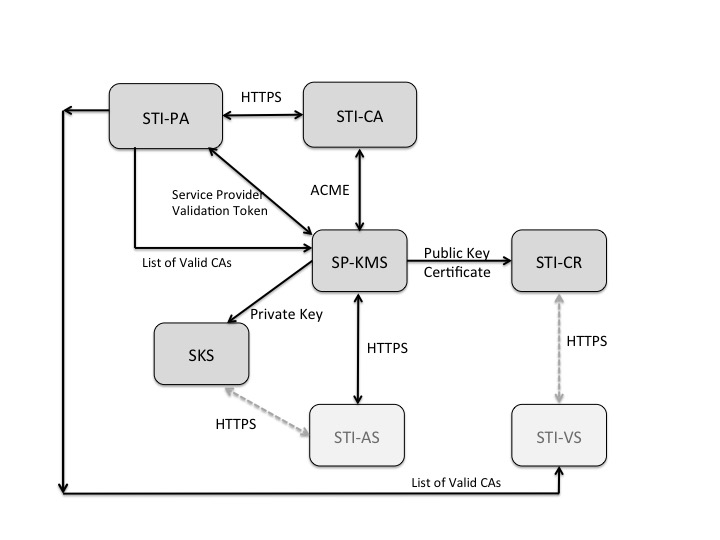 HTTPS
STI-PA
STI-CA
Service Provider
Validation Token
ACME
List of Valid CAs
SP-KMS
Public Key
Certificate
STI-CR
Private Key
SKS
HTTPS
HTTPS
HTTPS
STI-AS
STI-VS
List of Valid CAs